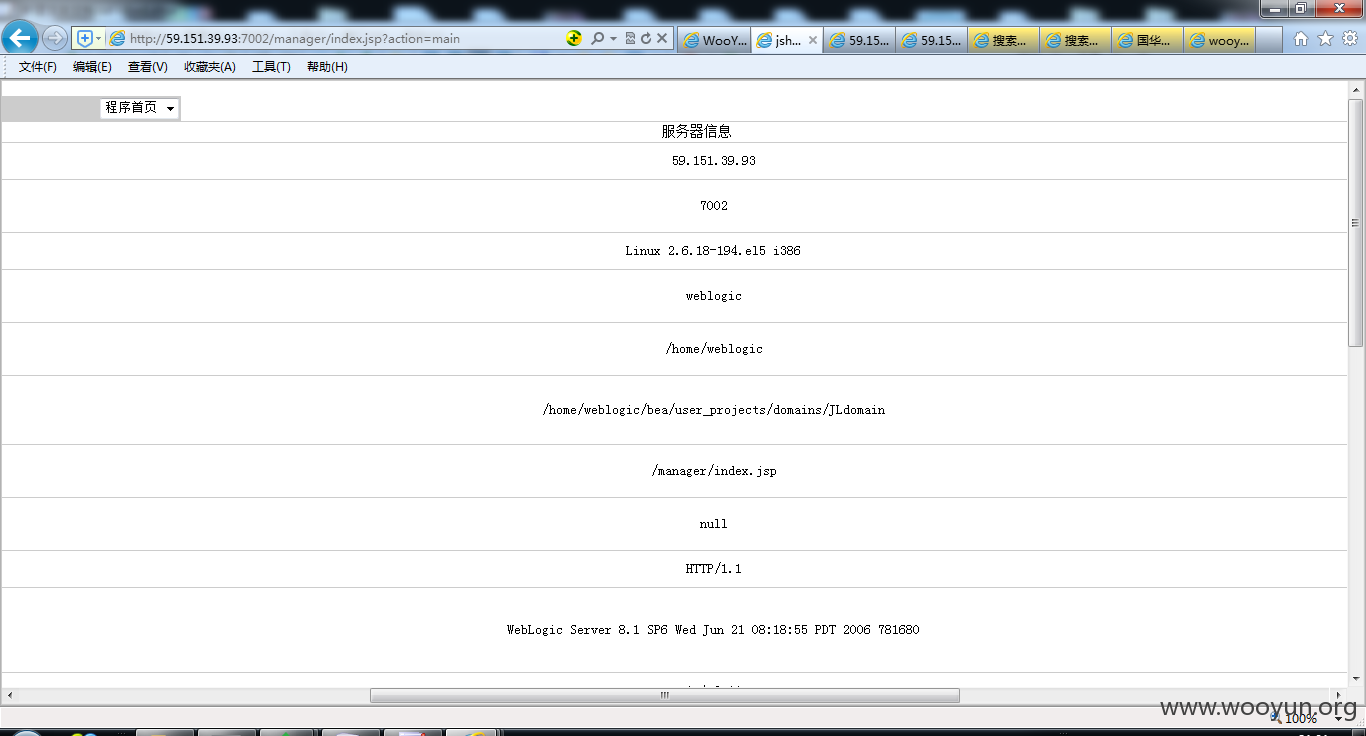 http://59.151.39.93:7002/manager/index.jsp?action=main
WooY...
jsh...
59.15...
59.15...
搜索...
搜索...
国华...
wooy...
文件(F) 编辑(E) 查看(V) 收藏夹(A) 工具(T) 帮助(H)
程序首页
服务器信息
59.151.39.93
7002
Linux 2.6.18-194.el5 i386
weblogic
/home/weblogic
/home/weblogic/bea/user_projects/domains/JLdomain
/manager/index.jsp
null
HTTP/1.1
WebLogic Server 8.1 SP6 Wed Jun 21 08:18:55 PDT 2006 781680
www.wooyun.org
100%